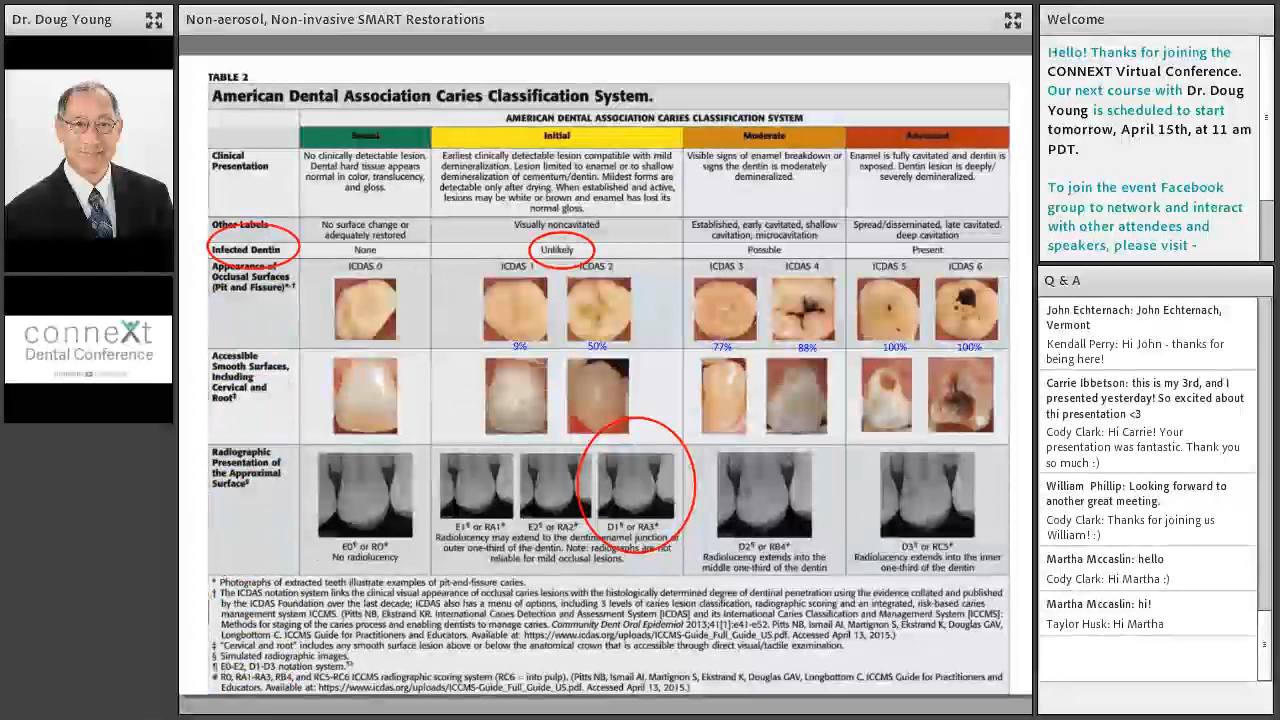 Dr. Doug Young
Non-aerosol, Non-invasive SMART Restorations
Welcome
Hello! Thanks for joining the
CONNEXT Virtual Conference.
Our next course with Dr. Doug
Young is scheduled to start
tomorrow, April 15th, at 11 am
PDT.
To join the event Facebook
group to network and interact
with other attendees and
speakers, please visit -
connext
Dental Conference
TABLE 2
American Dental Association Caries Classification System.
AMERICAN DENTAL ASSOCIATION CARIES CLASSIFICATION SYSTEM
Sound
Initial
Moderate
Advanced
Clinical
Presentation
No clinically detectable lesion.
Dental hard tissue appears
normal in color, translucency,
and gloss.
Earliest clinically detectable lesion compatible with mild
demineralization. Lesion limited to enamel or to shallow
demineralization of cementum/dentin. Mildest forms are
detectable only after drying. When established and active,
lesions may be white or brown and enamel has lost its
normal gloss.
Visible signs of enamel breakdown or
signs the dentin is moderately
demineralized.
Enamel is fully cavitated and dentin is
exposed. Dentin lesion is deeply/
severely demineralized.
Other Labels
No surface change or
adequately restored
Visually noncavitated
Established, early cavitated, shallow
cavitation, microcavitation
Spread/disseminated, late cavitated,
deep cavitation
Infected Dentin
None
Unlikely
Possible
Present
Appearance of
Occlusal Surfaces
(Pit and Fissure)*,†
ICDAS 0
ICDAS 1
ICDAS 2
ICDAS 3
ICDAS 4
ICDAS 5
ICDAS 6
9%
50%
77%
88%
100%
100%
Accessible
Smooth Surfaces,
Including
Cervical and
Root‡
Radiographic
Presentation of
the Approximal
Surface§
E0¶ or R0#
No radiolucency
E1¶ or RA1#
E2¶ or RA2#
D1¶ or RA3#
Radiolucency may extend to the dentinoenamel junction or
outer one-third of the dentin. Note: radiographs are not
reliable for mild occlusal lesions.
D2¶ or RB4#
Radiolucency extends into the
middle one-third of the dentin
D3¶ or RC5#
Radiolucency extends into the inner
one-third of the dentin
* Photographs of extracted teeth illustrate examples of pit-and-fissure caries.
† The ICDAS notation system links the clinical visual appearance of occlusal caries lesions with the histologically determined degree of dentinal penetration using the evidence collated and published
by the ICDAS Foundation over the last decade; ICDAS also has a menu of options, including 3 levels of caries lesion classification, radiographic scoring and an integrated, risk-based caries
management system ICCMS. (Pitts NB, Ekstrand KR. International Caries Detection and Assessment System [ICDAS] and its International Caries Classification and Management System [ICCMS]:
Methods for staging of the caries process and enabling dentists to manage caries. Community Dent Oral Epidemiol 2013;41[1]:e41-e52. Pitts NB, Ismail AI, Martignon S, Ekstrand K, Douglas GAV,
Longbottom C. ICCMS Guide for Practitioners and Educators. Available at: https://www.icdas.org/uploads/ICCMS-Guide_Full_Guide_US.pdf. Accessed April 13, 2015.)
‡ "Cervical and root" includes any smooth surface lesion above or below the anatomical crown that is accessible through direct visual/tactile examination.
§ Simulated radiographic images.
¶ E0-E2, D1-D3 notation system.
# R0, RA1-RA3, RB4, and RC5-RC6 ICCMS radiographic scoring system (RC6 = into pulp). (Pitts NB, Ismail AI, Martignon S, Ekstrand K, Douglas GAV, Longbottom C. ICCMS Guide for Practitioners and
Educators. Available at: https://www.icdas.org/uploads/ICCMS-Guide_Full_Guide_US.pdf. Accessed April 13, 2015.)
Q & A
John Echternach: John Echternach,
Vermont
Kendall Perry: Hi John - thanks for
being here!
Carrie Ibbetson: this is my 3rd, and I
presented yesterday! So excited about
thi presentation <3
Cody Clark: Hi Carrie! Your
presentation was fantastic. Thank you
so much :)
William Phillip: Looking forward to
another great meeting.
Cody Clark: Thanks for joining us
William! :)
Martha Mccaslin: hello
Cody Clark: Hi Martha :)
Martha Mccaslin: hi!
Taylor Husk: Hi Martha